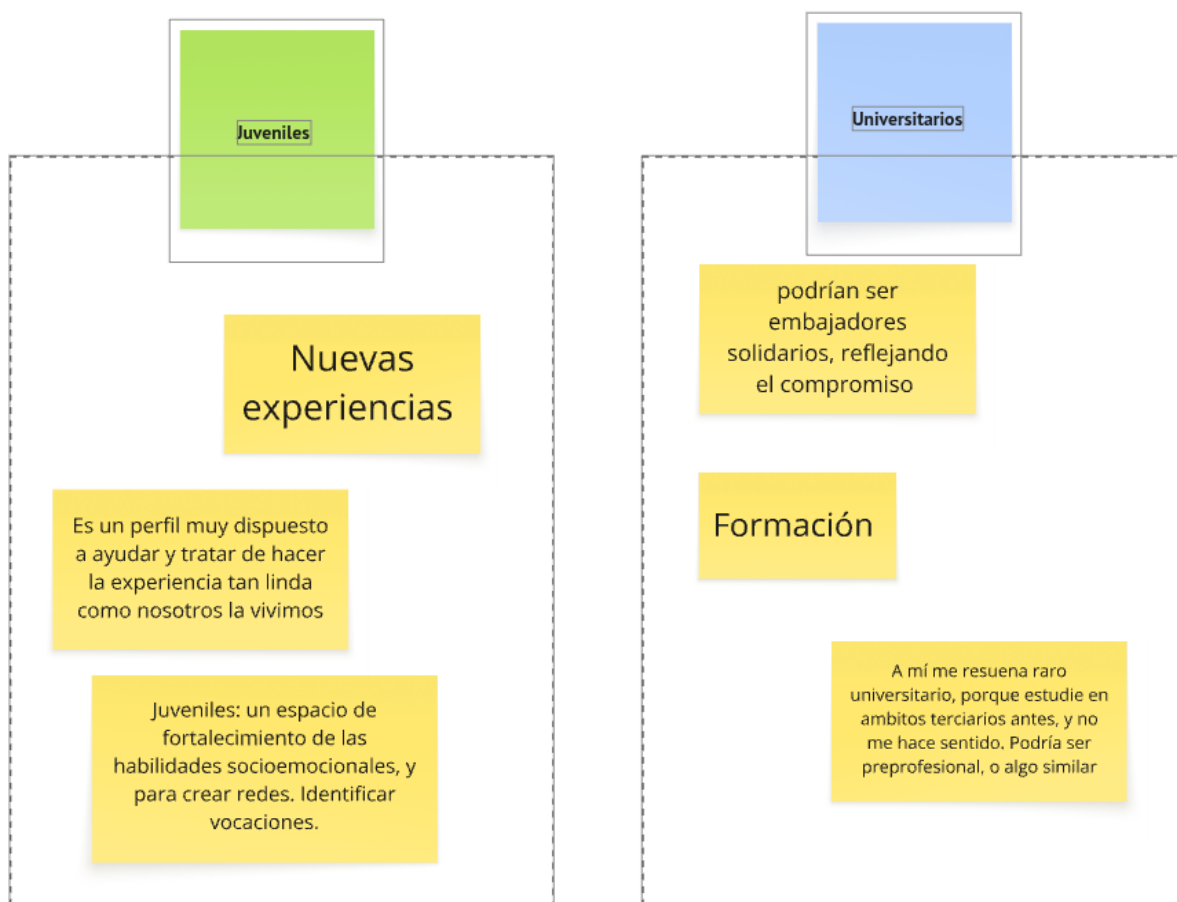 Juveniles
Nuevas
experiencias
Es un perfil muy dispuesto
a ayudar y tratar de hacer
la experiencia tan linda
como nosotros la vivimos
Juveniles: un espacio de
fortalecimiento de las
habilidades socioemocionales, y
para crear redes. Identificar
vocaciones.
Universitarios
podrían ser
embajadores
solidarios, reflejando
el compromiso
Formación
A mí me resuena raro
universitario, porque estudie en
ambitos terciarios antes, y no
me hace sentido. Podría ser
preprofesional, o algo similar